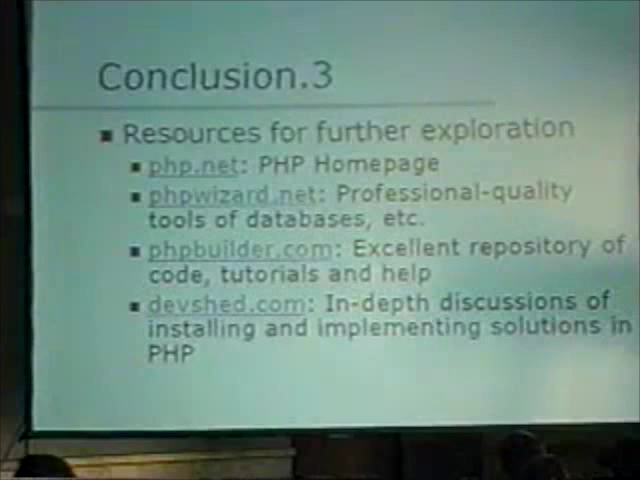 Conclusion.3
Resources for further exploration
php.net: PHP Homepage
phpwizard.net: Professional-quality
tools of databases, etc.
phpbuilder.com: Excellent repository of
code, tutorials and help
devshed.com: In-depth discussions of
installing and implementing solutions in
PHP